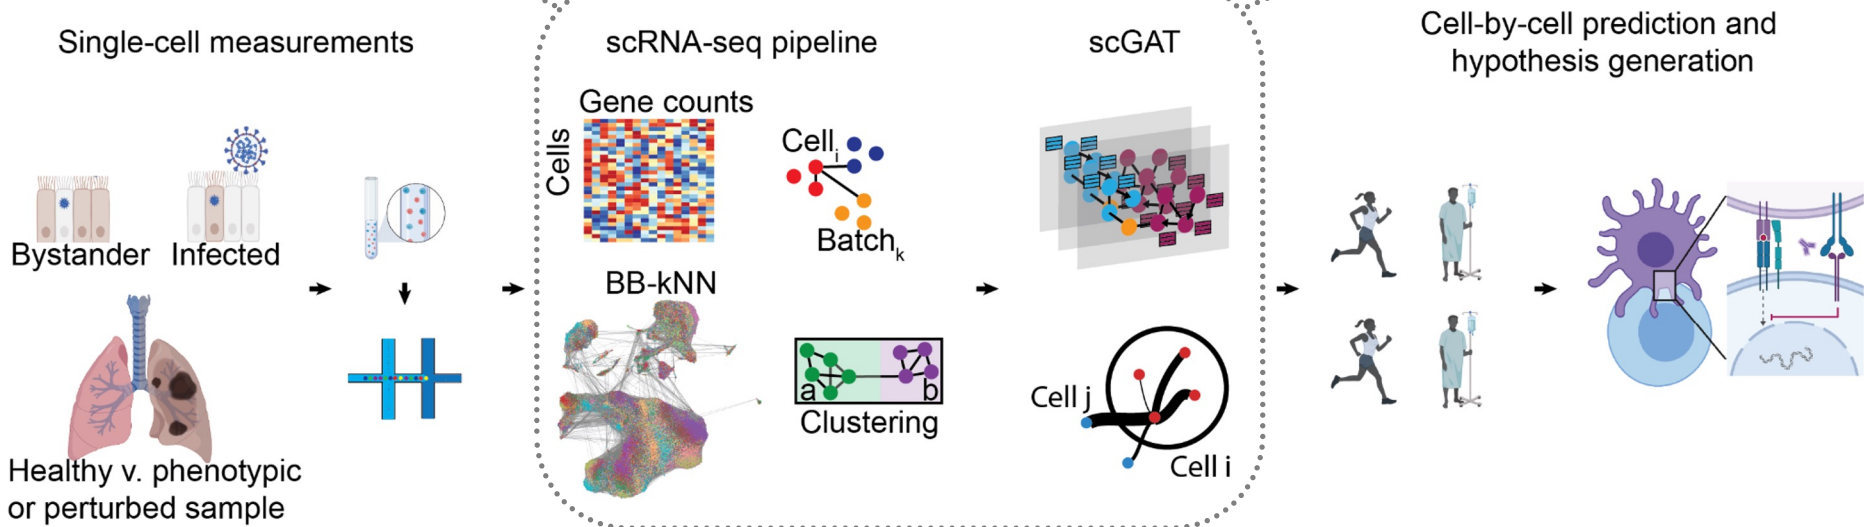 Single-cell measurements
Bystander
Infected
Healthy v. phenotypic
or perturbed sample
scRNA-seq pipeline
Gene counts
Cells
Cell i
Batch k
BB-kNN
a
b
Clustering
scGAT
Cell j
Cell i
Cell-by-cell prediction and
hypothesis generation